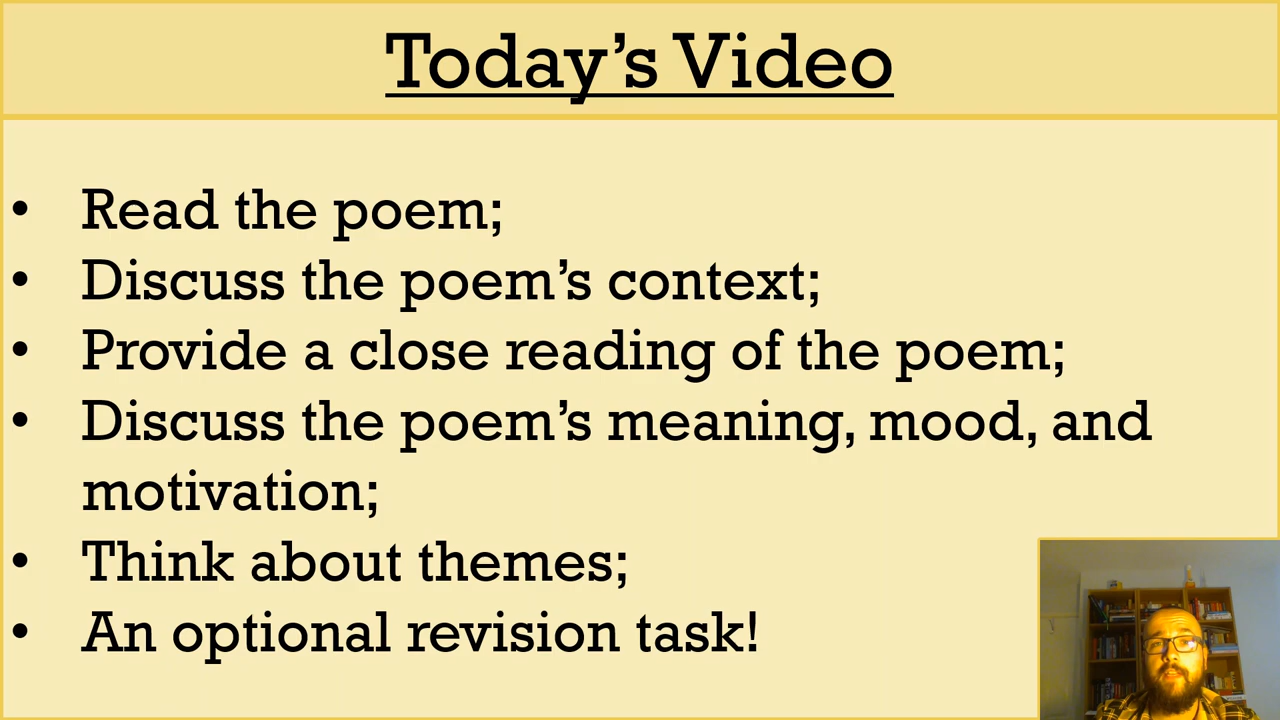 Today’s Video
• Read the poem;
• Discuss the poem’s context;
• Provide a close reading of the poem;
• Discuss the poem’s meaning, mood, and
motivation;
• Think about themes;
• An optional revision task!